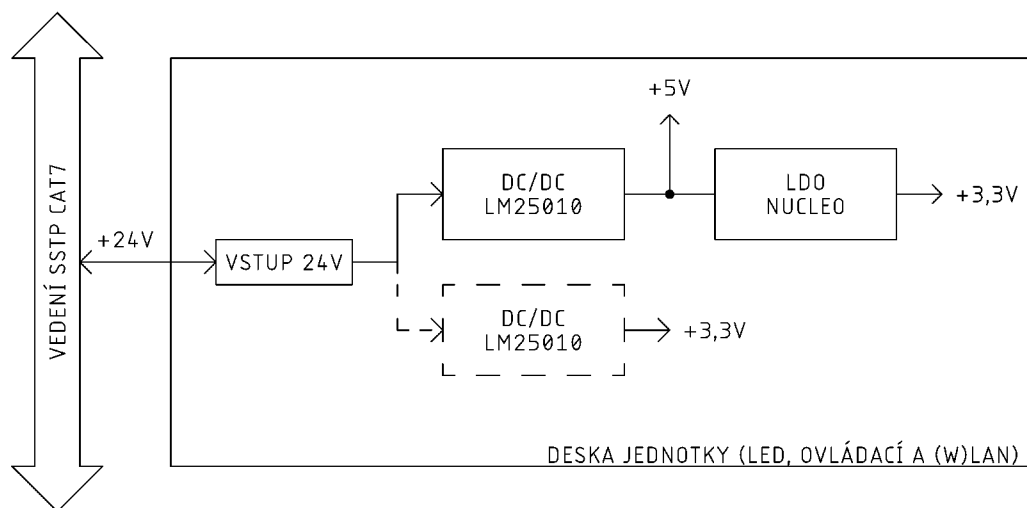 VEDENÍ SSTP CAT7
+24V
VSTUP 24V
DC/DC
LM25010
+5V
LDO
NUCLEO
+3,3V
DC/DC
LM25010
+3,3V
DESKA JEDNOTKY (LED, OVLÁDACÍ A (W)LAN)